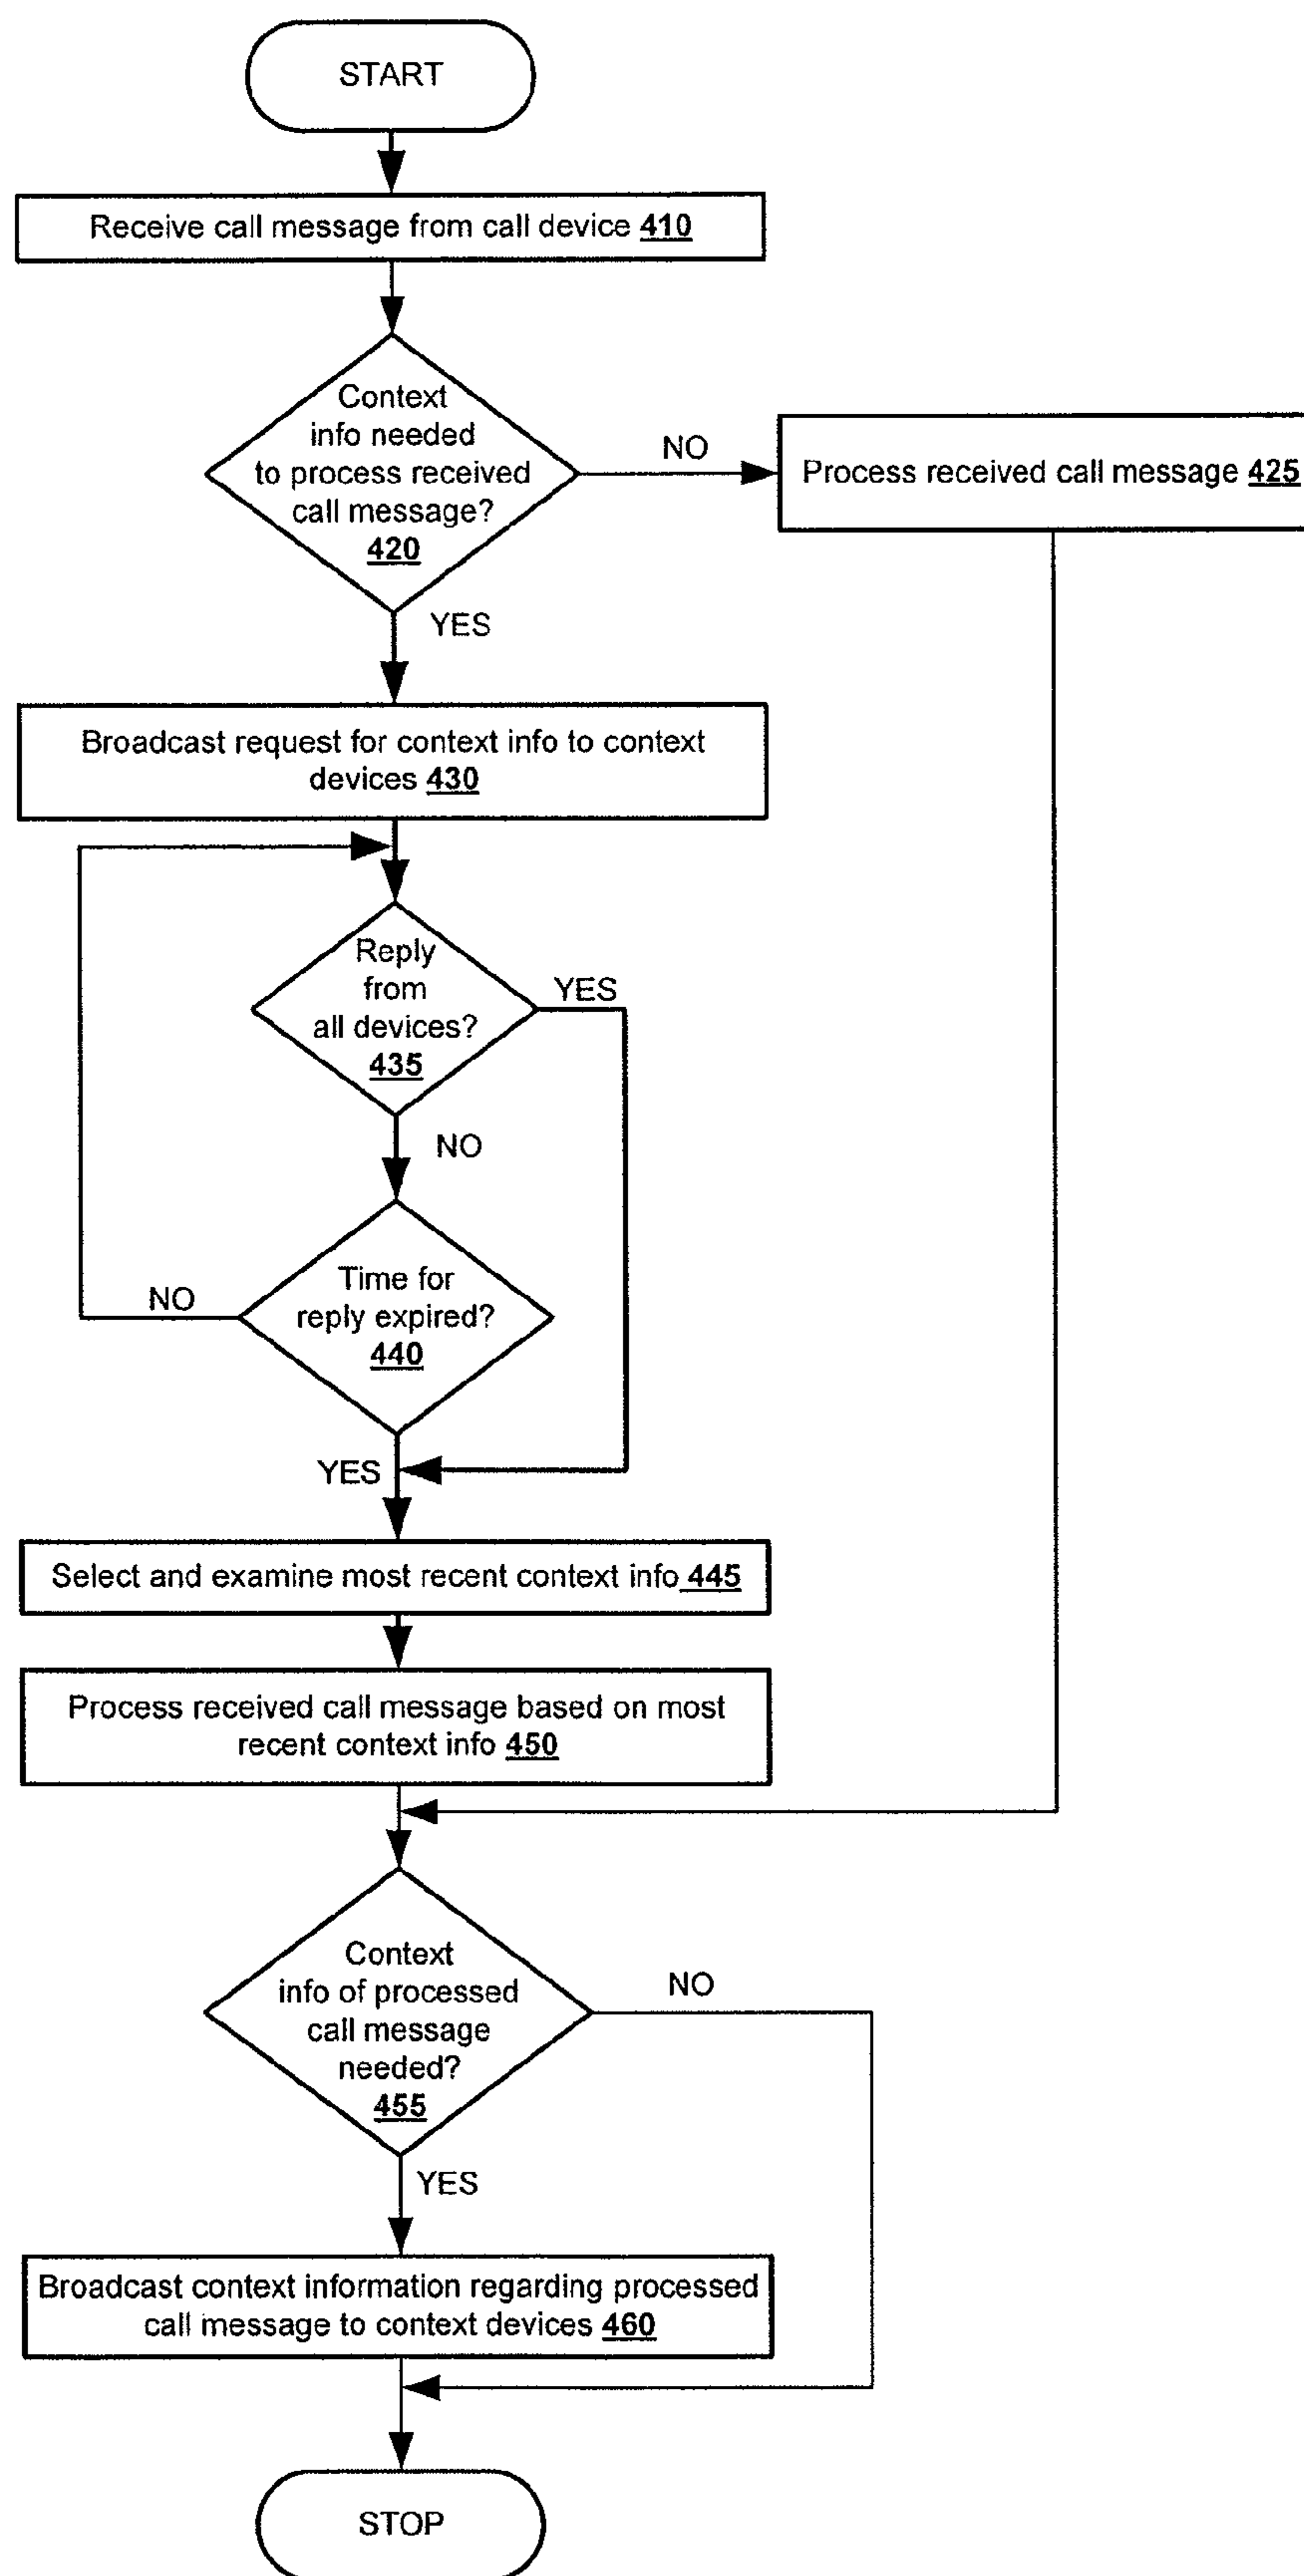 START
Receive call message from call device 410
Context
info needed
to process received
call message?
420
NO
Process received call message 425
YES
Broadcast request for context info to context
devices 430
Reply
from
all devices?
435
YES
NO
Time for
reply expired?
440
NO
YES
Select and examine most recent context info 445
Process received call message based on most
recent context info 450
Context
info of processed
call message
needed?
455
NO
YES
Broadcast context information regarding processed
call message to context devices 460
STOP